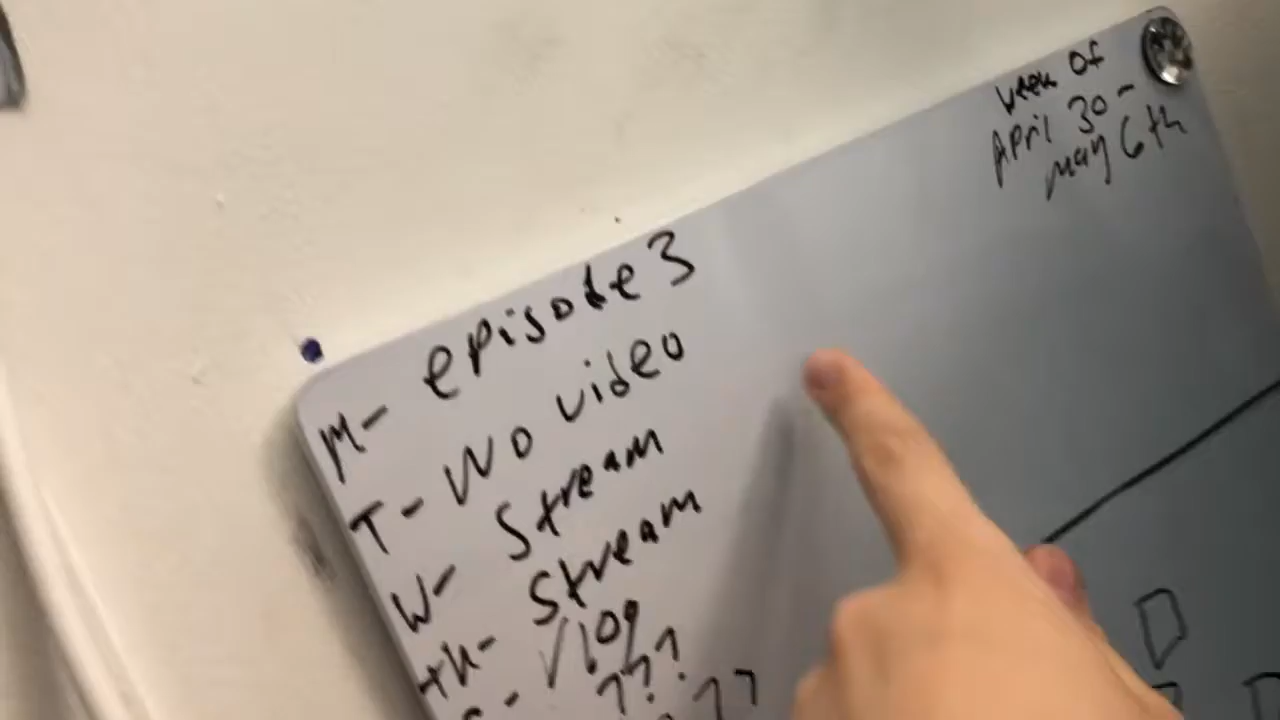 week of
April 30-
may 6th
M- episode 3
T- No video
W- Stream
th- Stream
- Vlog
???
??